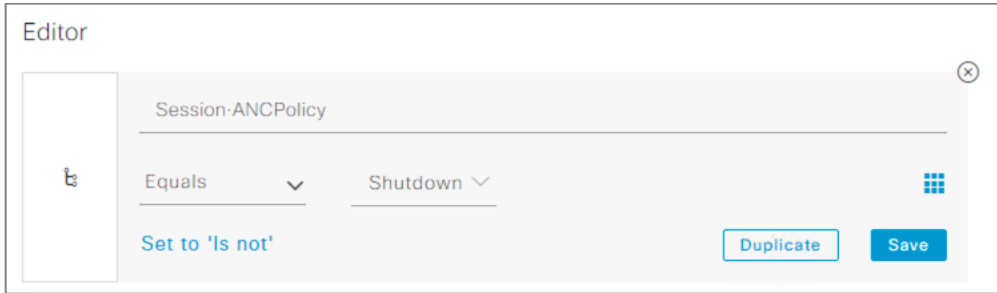 Editor
Session·ANCPolicy
Equals Shutdown
Set to 'Is not' Duplicate Save